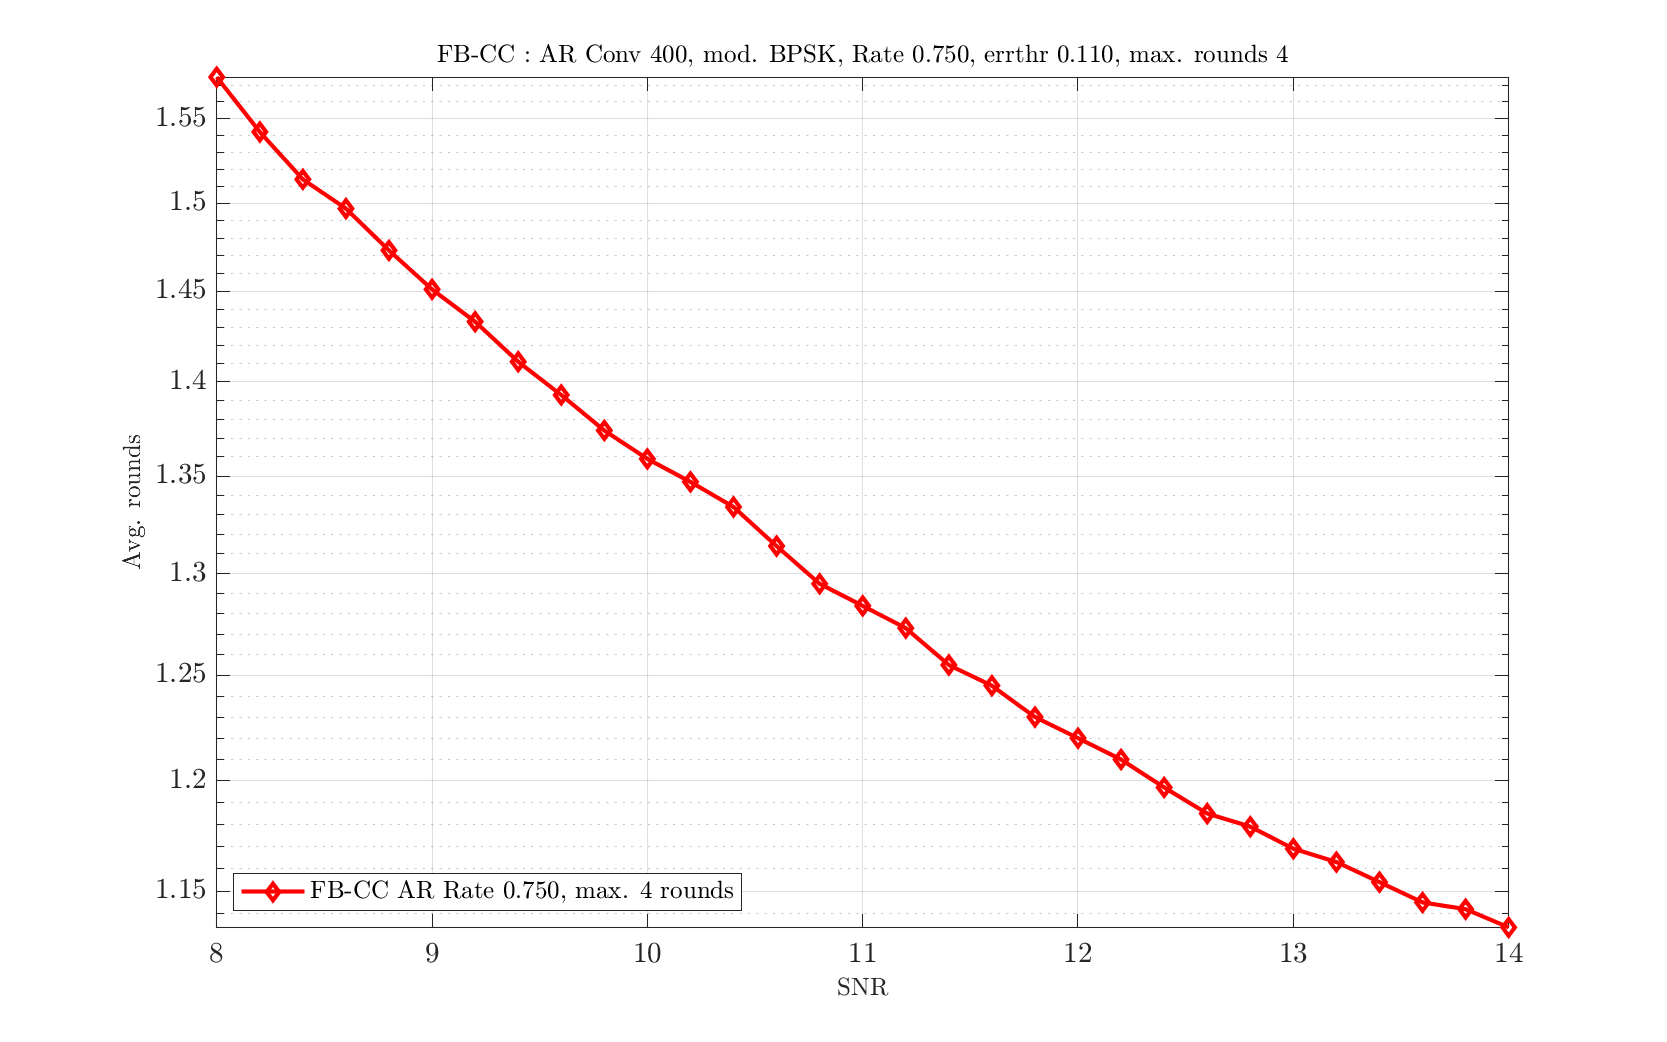 FB-CC : AR Conv 400, mod. BPSK, Rate 0.750, errthr 0.110, max. rounds 4
1.55
1.5
1.45
1.4
1.35
1.3
1.25
1.2
1.15
Avg. rounds
FB-CC AR Rate 0.750, max. 4 rounds
8 9 10 11 12 13 14
SNR